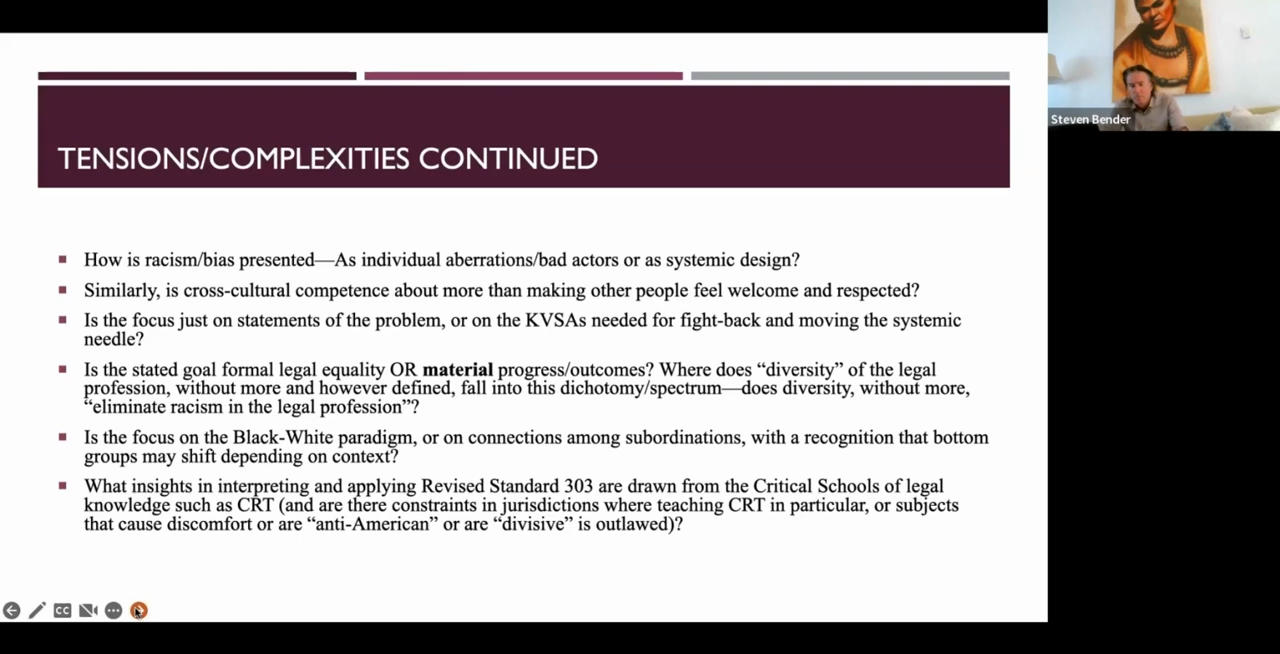 TENSIONS/COMPLEXITIES CONTINUED
Steven Bender
How is racism/bias presented—As individual aberrations/bad actors or as systemic design?
Similarly, is cross-cultural competence about more than making other people feel welcome and respected?
Is the focus just on statements of the problem, or on the KVSAs needed for fight-back and moving the systemic
needle?
Is the stated goal formal legal equality OR material progress/outcomes? Where does “diversity” of the legal
profession, without more and however defined, fall into this dichotomy/spectrum—does diversity, without more,
“eliminate racism in the legal profession”?
Is the focus on the Black-White paradigm, or on connections among subordinations, with a recognition that bottom
groups may shift depending on context?
What insights in interpreting and applying Revised Standard 303 are drawn from the Critical Schools of legal
knowledge such as CRT (and are there constraints in jurisdictions where teaching CRT in particular, or subjects
that cause discomfort or are “anti-American” or are “divisive” is outlawed)?
CC